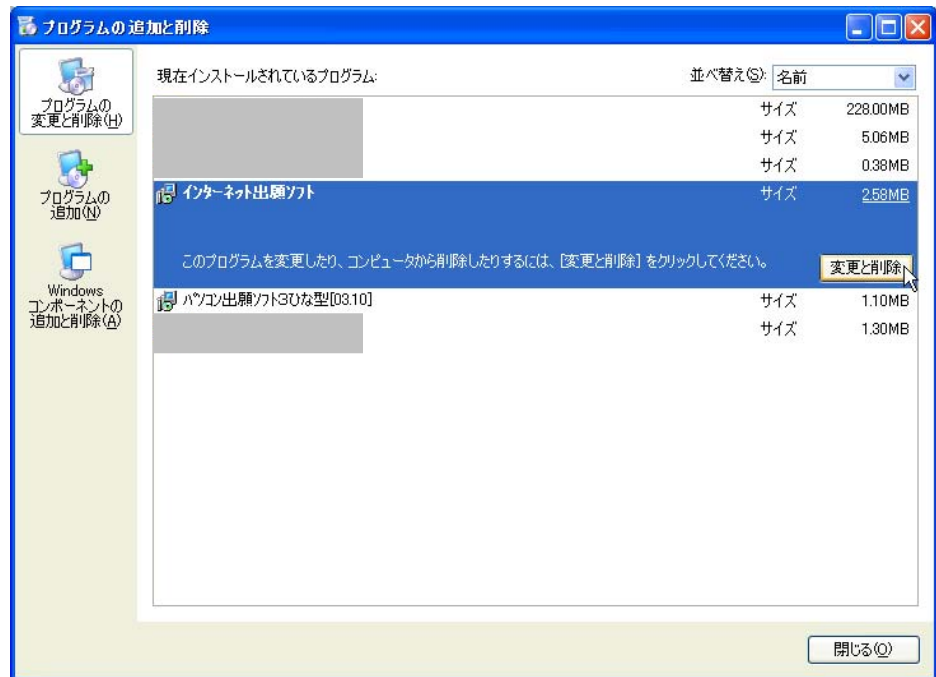 プログラムの追加と削除
プログラムの
変更と削除(H)
プログラムの
追加(N)
Windows
コンポーネントの
追加と削除(A)
現在インストールされているプログラム:
並べ替え(S): 名前
サイズ 228.00MB
サイズ 5.06MB
サイズ 0.38MB
インターネット出願ソフト サイズ 2.58MB
このプログラムを変更したり、コンピュータから削除したりするには、[変更と削除] をクリックしてください。
変更と削除
パソコン出願ソフト3ひな型[03.10] サイズ 1.10MB
サイズ 1.30MB
閉じる(O)